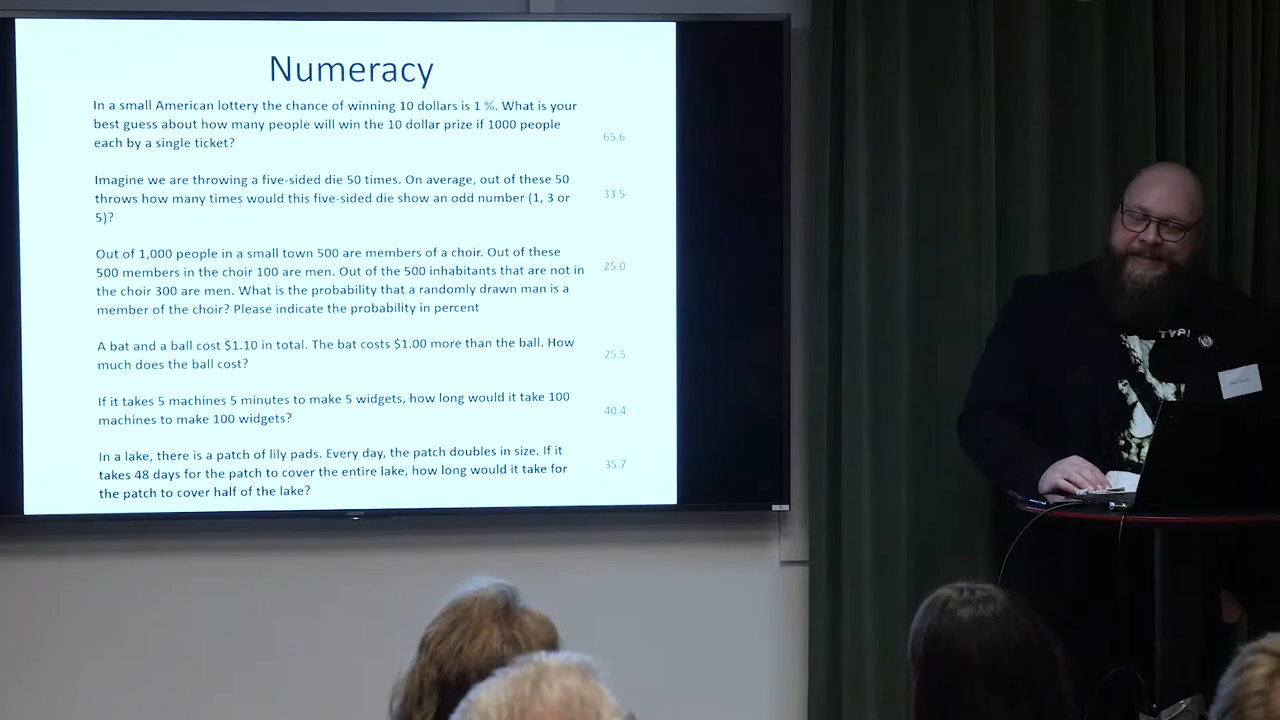 Numeracy
In a small American lottery the chance of winning 10 dollars is 1 %. What is your
best guess about how many people will win the 10 dollar prize if 1000 people
each by a single ticket?
65.6
Imagine we are throwing a five-sided die 50 times. On average, out of these 50
throws how many times would this five-sided die show an odd number (1, 3 or
5)?
33.5
Out of 1,000 people in a small town 500 are members of a choir. Out of these
500 members in the choir 100 are men. Out of the 500 inhabitants that are not in
the choir 300 are men. What is the probability that a randomly drawn man is a
member of the choir? Please indicate the probability in percent
25.0
A bat and a ball cost $1.10 in total. The bat costs $1.00 more than the ball. How
much does the ball cost?
25.5
If it takes 5 machines 5 minutes to make 5 widgets, how long would it take 100
machines to make 100 widgets?
40.4
In a lake, there is a patch of lily pads. Every day, the patch doubles in size. If it
takes 48 days for the patch to cover the entire lake, how long would it take for
the patch to cover half of the lake?
35.7